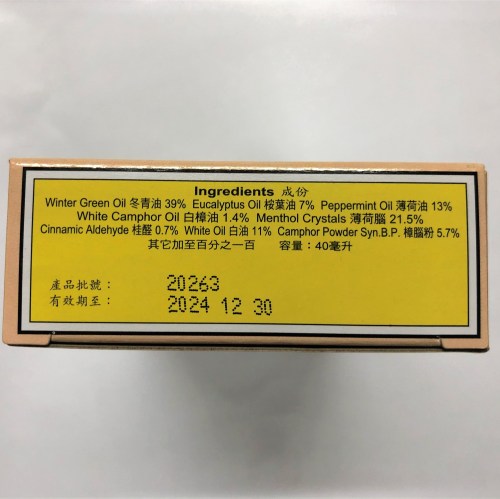 Ingredients 成份
Winter Green Oil 冬青油 39% Eucalyptus Oil 桉葉油 7% Peppermint Oil 薄荷油 13%
White Camphor Oil 白樟油 1.4% Menthol Crystals 薄荷腦 21.5%
Cinnamic Aldehyde 桂醛 0.7% White Oil 白油 11% Camphor Powder Syn.B.P. 樟腦粉 5.7%
其它加至百分之一百 容量：40毫升
產品批號： 20263
有效期至： 2024 12 30